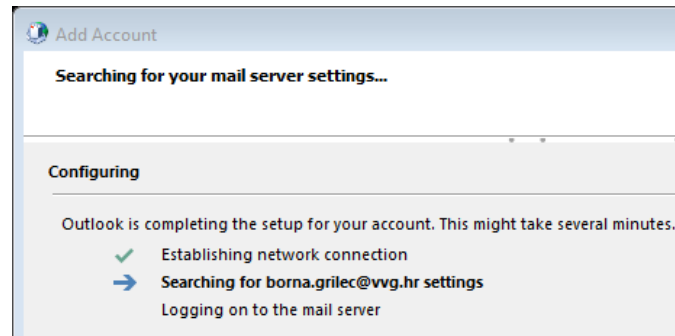 Add Account
Searching for your mail server settings...
Configuring
Outlook is completing the setup for your account. This might take several minutes.
Establishing network connection
Searching for borna.grilec@vvg.hr settings
Logging on to the mail server